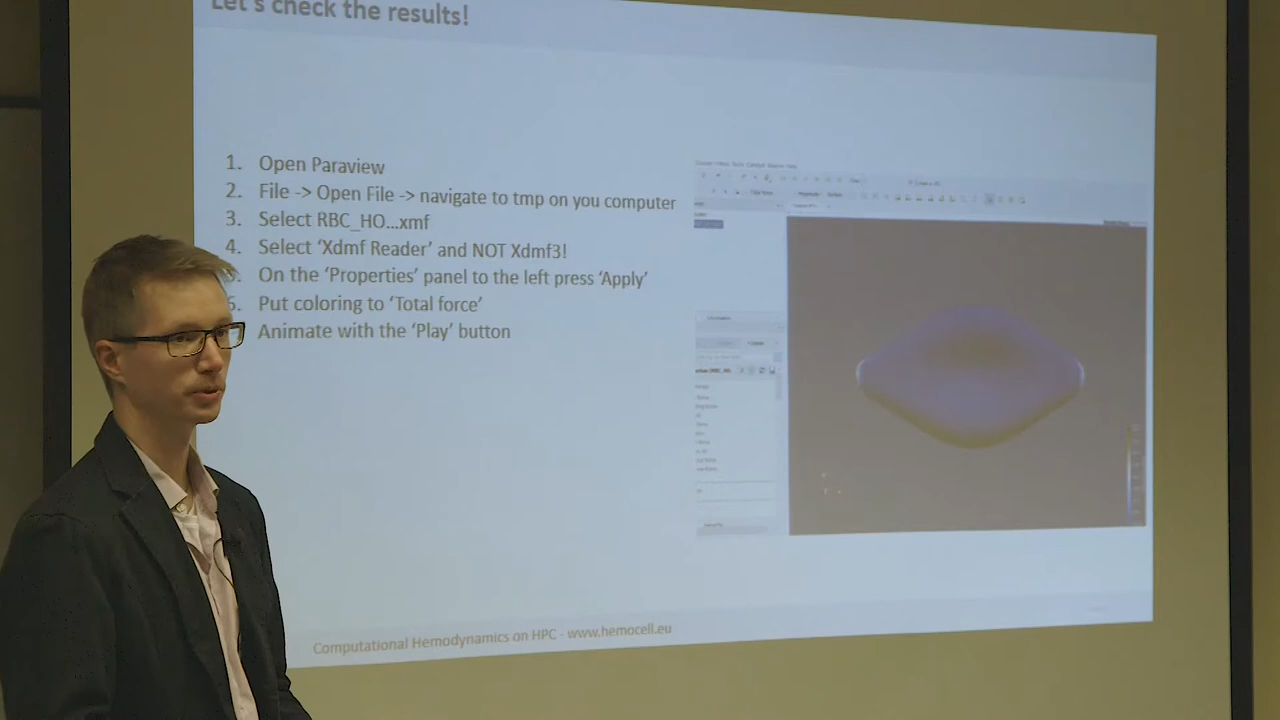 Let's check the results!
1. Open Paraview
2. File -> Open File -> navigate to tmp on you computer
3. Select RBC_HO...xmf
4. Select 'Xdmf Reader' and NOT Xdmf3!
5. On the 'Properties' panel to the left press 'Apply'
6. Put coloring to 'Total force'
Animate with the 'Play' button
Computational Hemodynamics on HPC - www.hemocell.eu